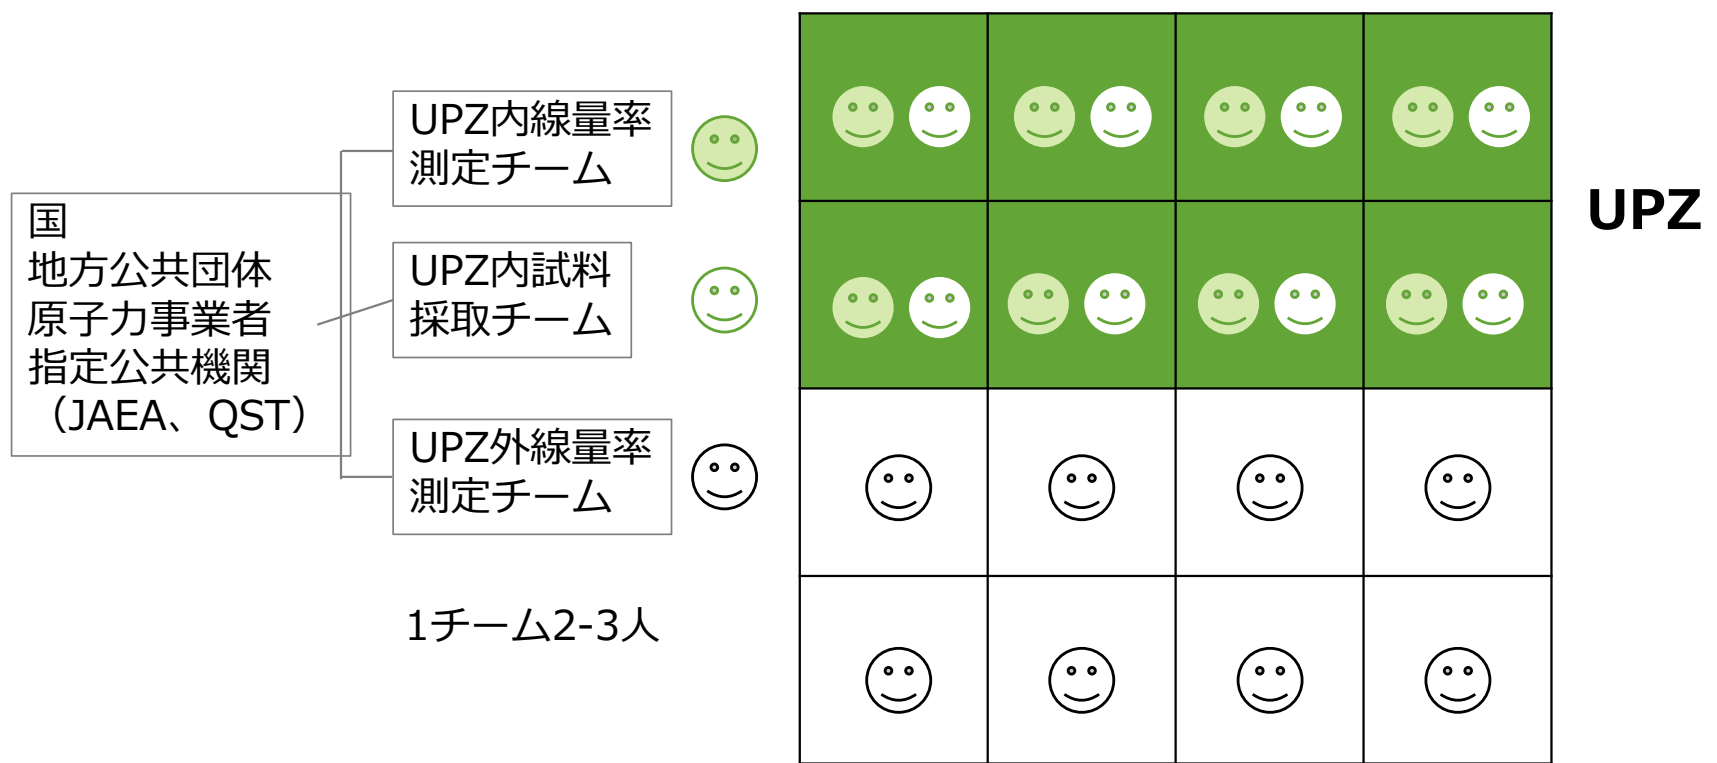 国
地方公共団体
原子力事業者
指定公共機関
（JAEA、QST）
UPZ内線量率
測定チーム
UPZ内試料
採取チーム
UPZ外線量率
測定チーム
1チーム2-3人
UPZ